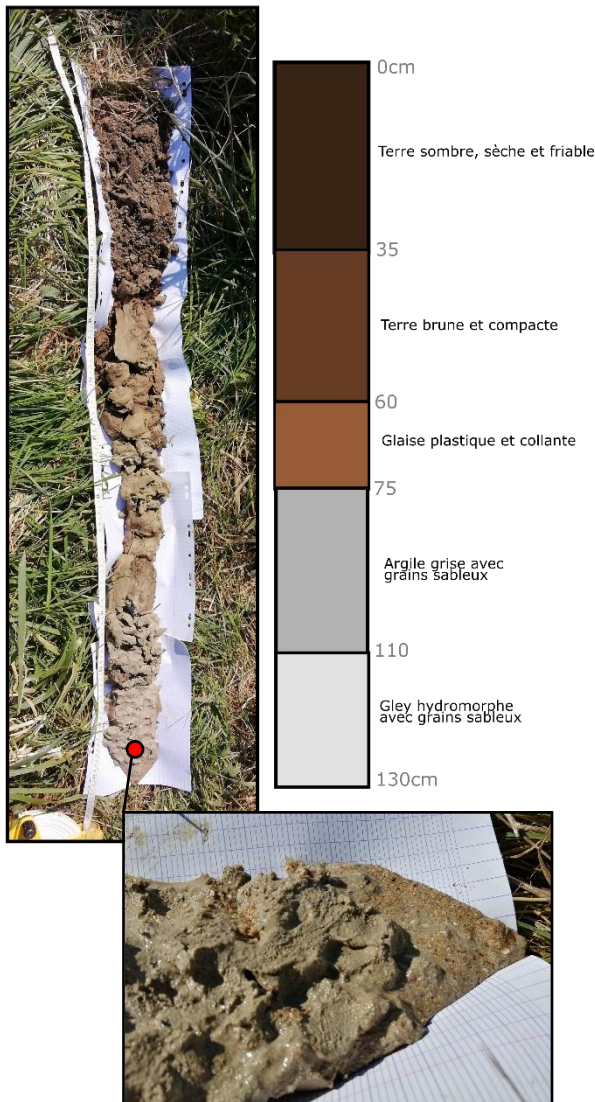 0cm
Terre sombre, sèche et friable
35
Terre brune et compacte
60
Glaise plastique et collante
75
Argile grise avec
grains sableux
110
Gley hydromorphe
avec grains sableux
130cm